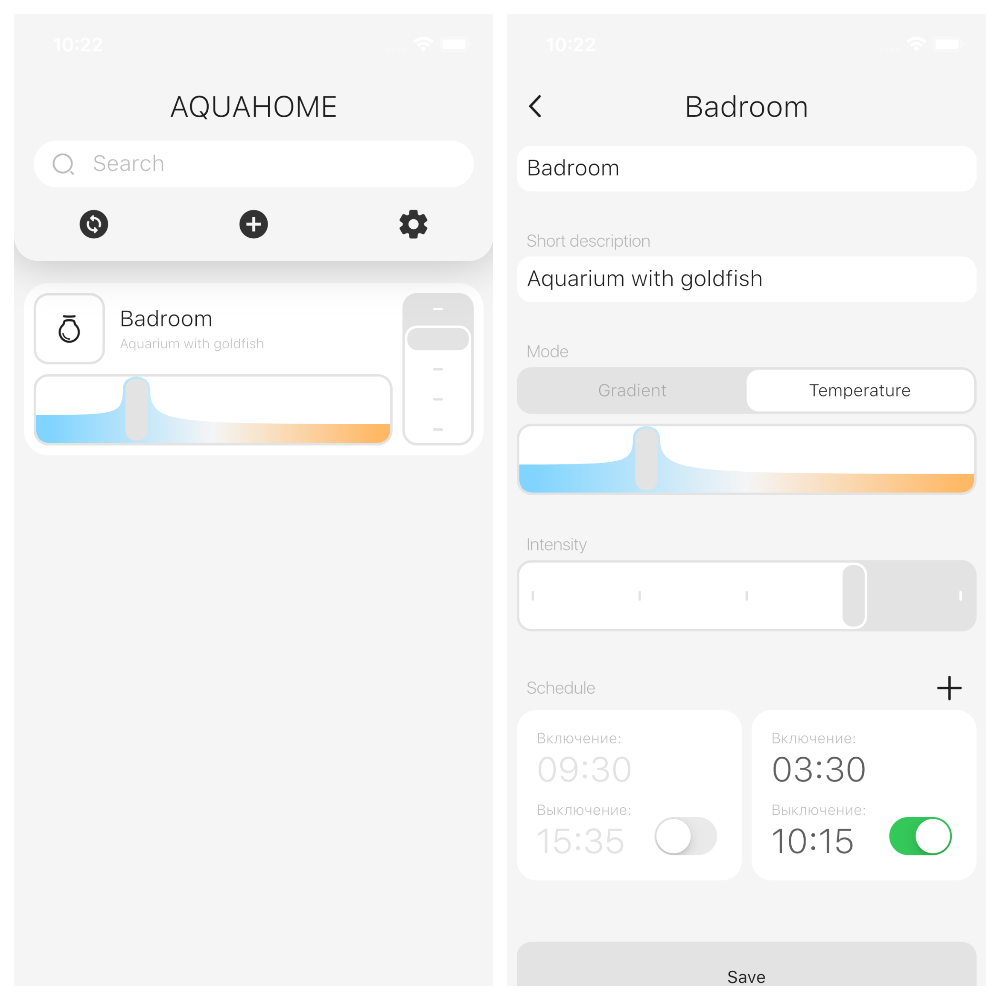 10:22
AQUAHOME
Search
Badroom
Aquarium with goldfish
10:22
Badroom
Badroom
Short description
Aquarium with goldfish
Mode
Gradient
Temperature
Intensity
Schedule
Включение:
09:30
Выключение:
15:35
Включение:
03:30
Выключение:
10:15
Save